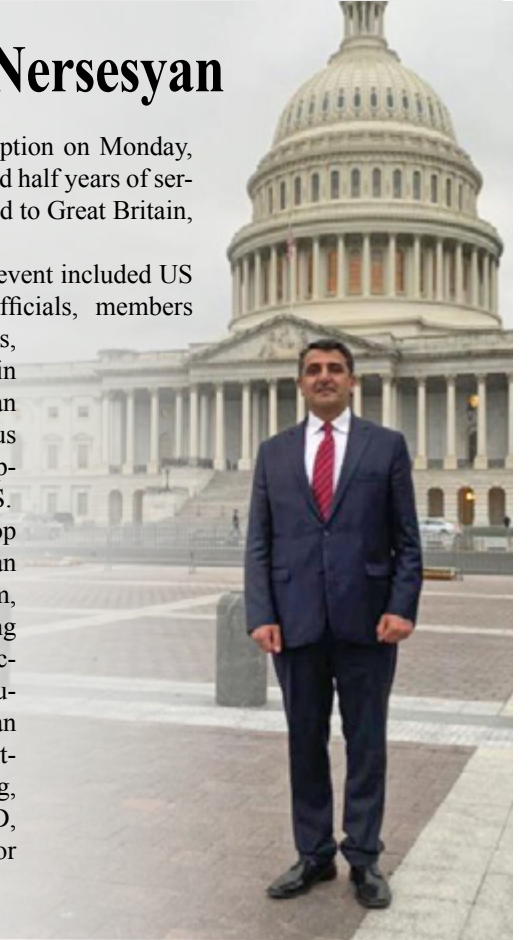 Nersesyan
ption on Monday,
d half years of ser-
d to Great Britain,
event included US
fficials, members
s,
in
an
us
p-
S.
op
an
n,
ng
c-
u-
an
t-
g,
D,
or